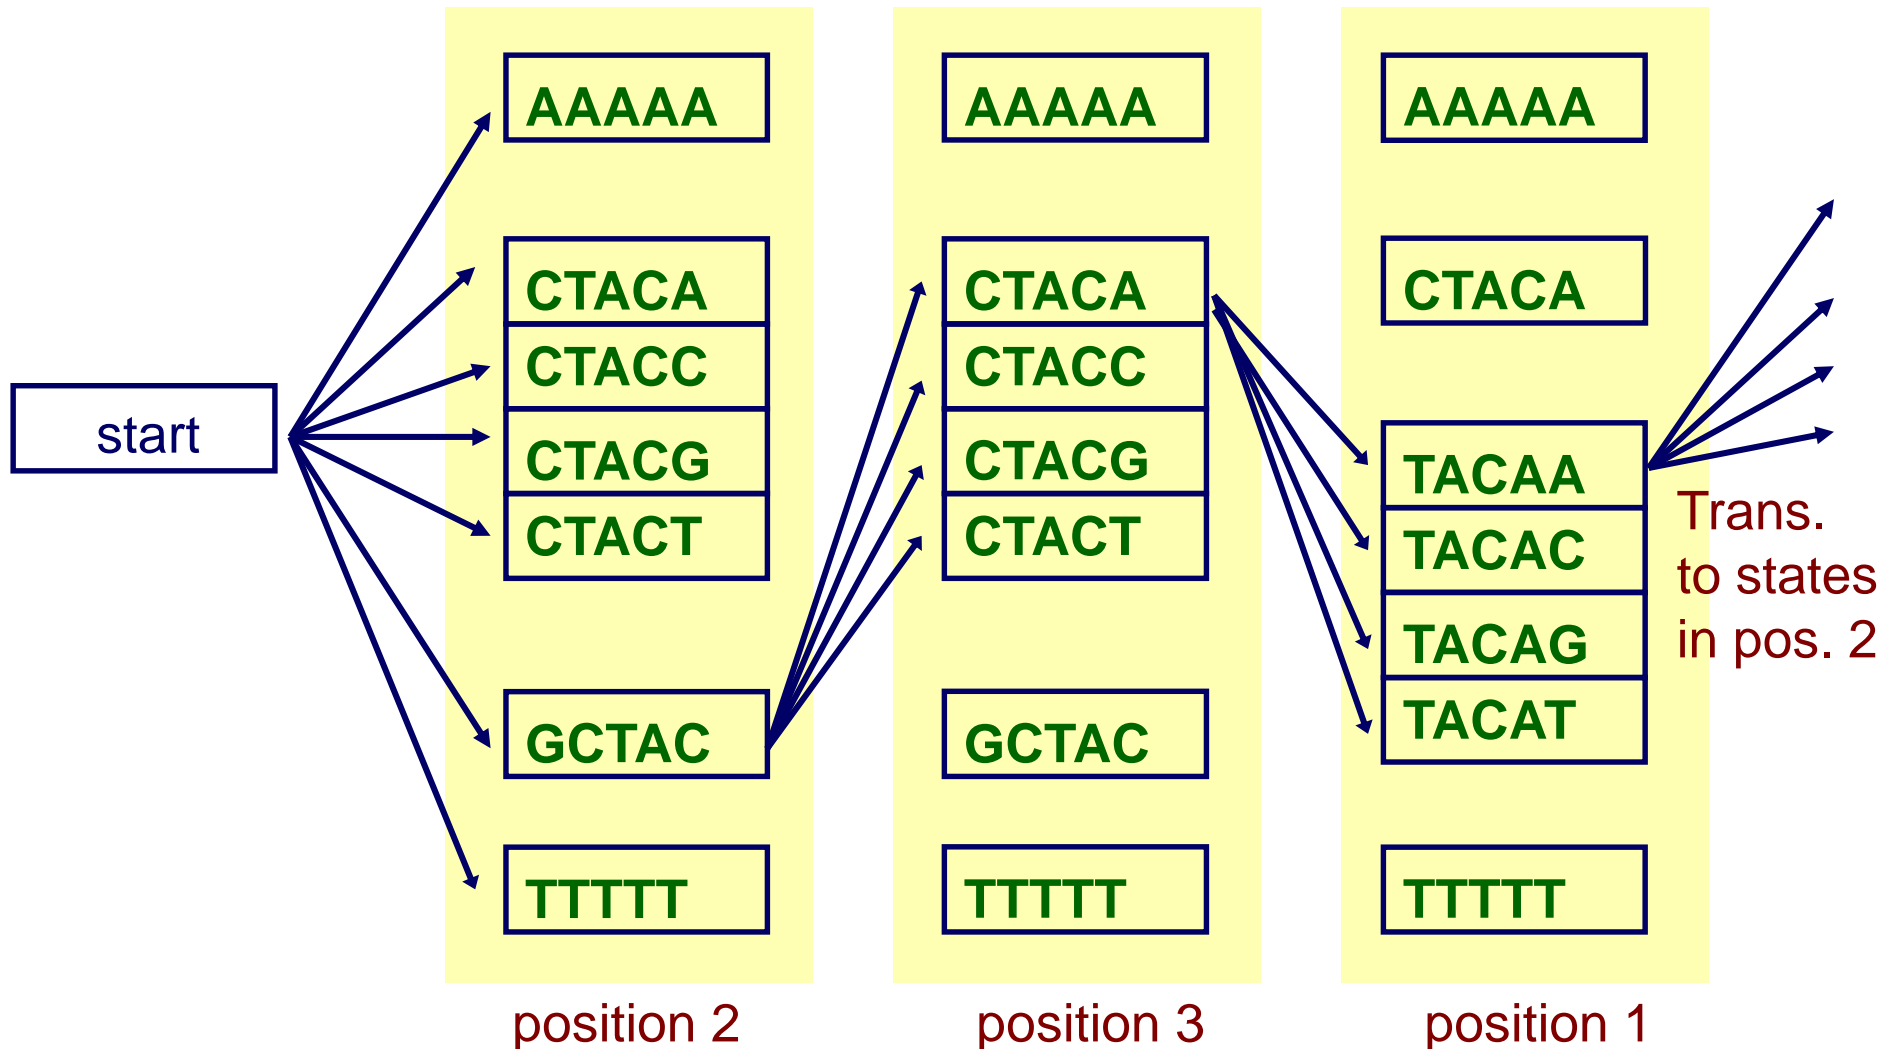 start
AAAAA
CTACA
CTACC
CTACG
CTACT
GCTAC
TTTTT
position 2
AAAAA
CTACA
CTACC
CTACG
CTACT
GCTAC
TTTTT
position 3
AAAAA
CTACA
TACAA
TACAC
TACAG
TACAT
TTTTT
position 1
Trans.
to states
in pos. 2